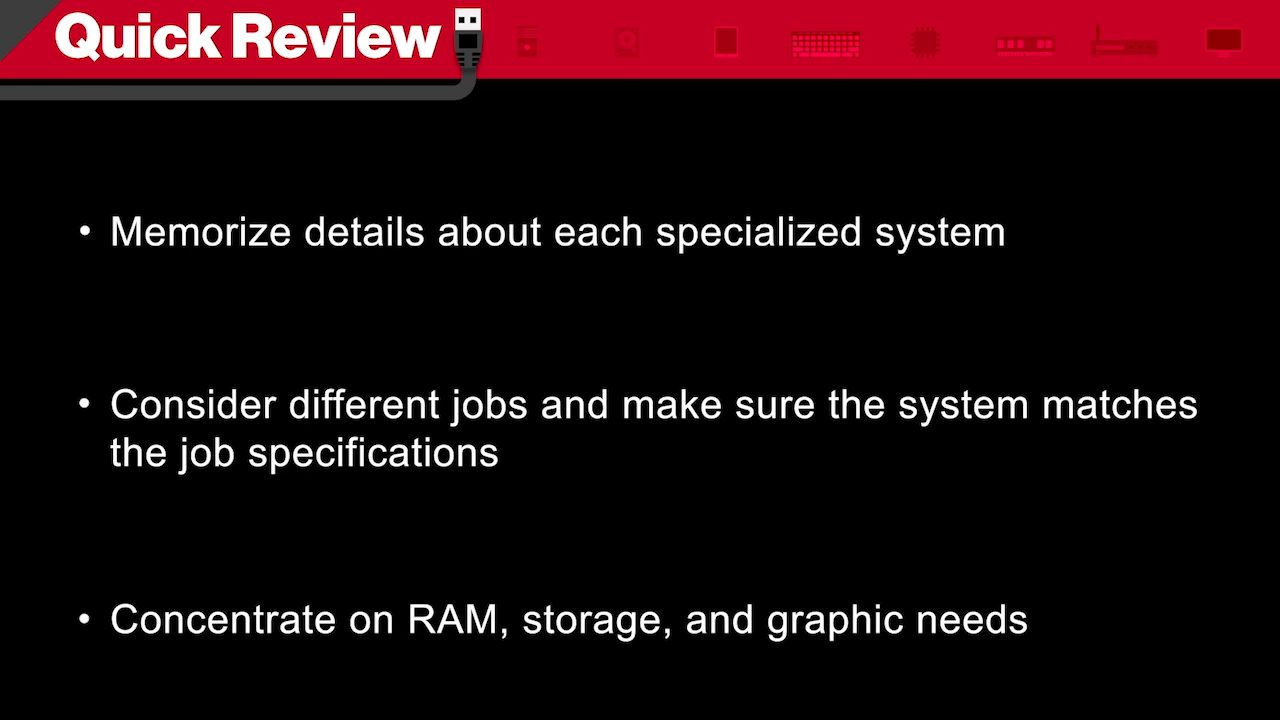 Quick Review
• Memorize details about each specialized system
• Consider different jobs and make sure the system matches
the job specifications
• Concentrate on RAM, storage, and graphic needs